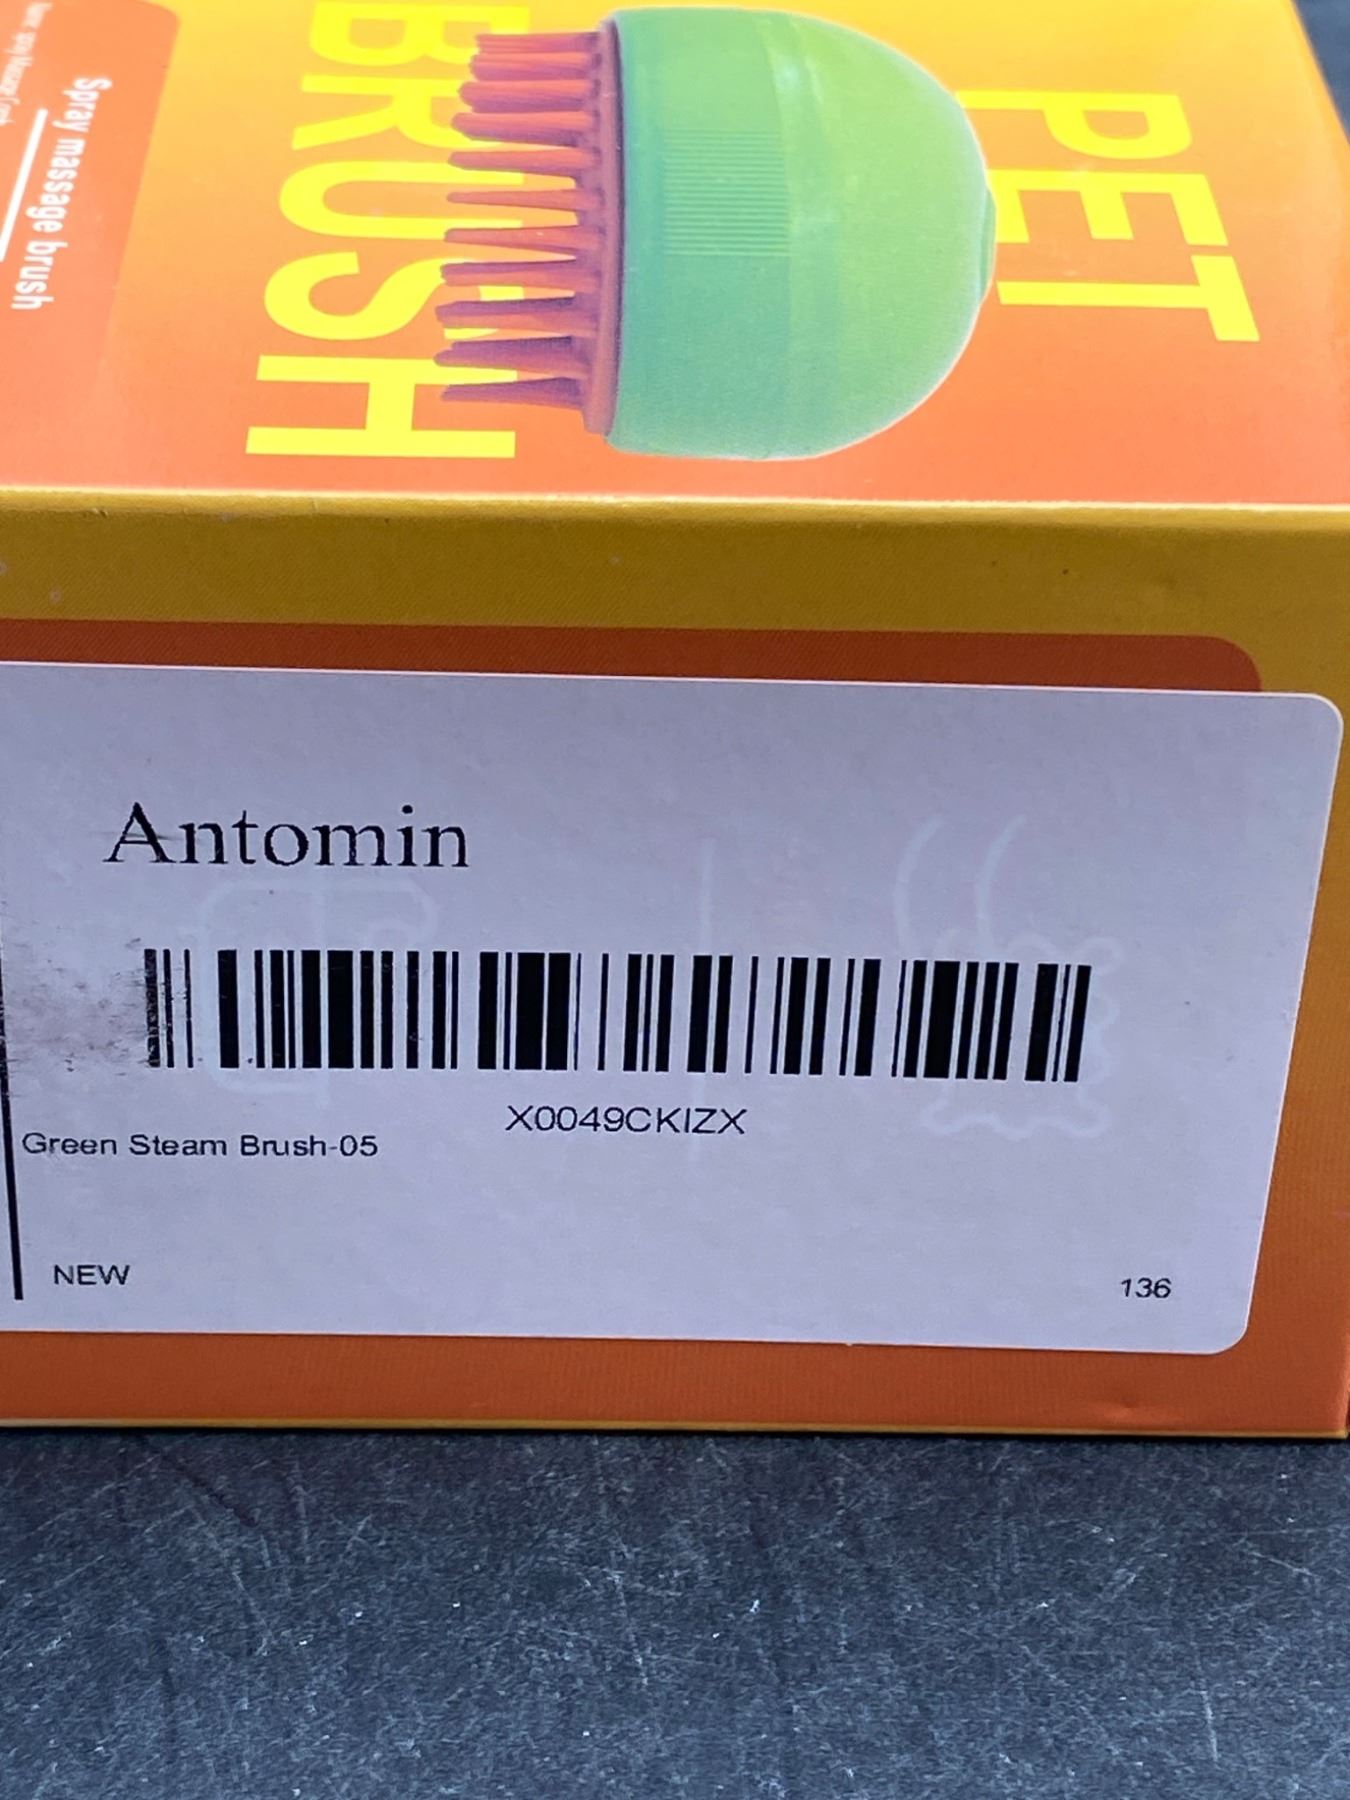 PET
BRUSH
Spray massage brush
Antomin
X0049CKIZX
Green Steam Brush-05
NEW
136